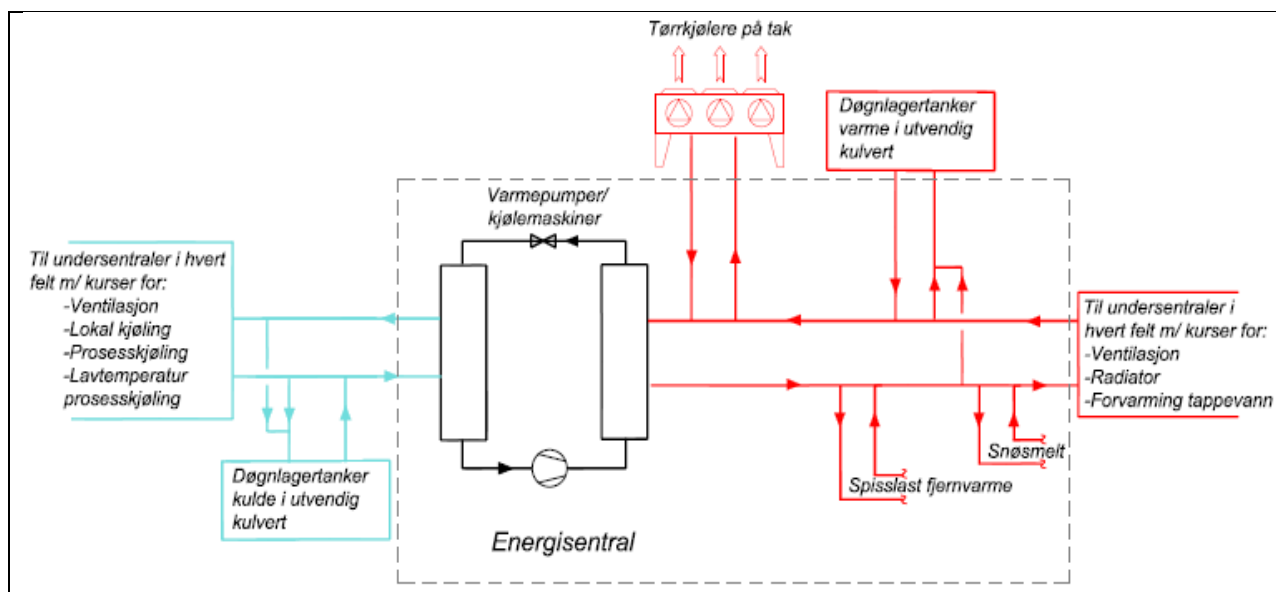 Tørrkjølere på tak
Døgnlagertanker
varme i utvendig
kulvert
Varmepumper/
kjølemaskiner
Til undersentraler i hvert
felt m/ kurser for:
-Ventilasjon
-Lokal kjøling
-Prosesskjøling
-Lavtemperatur
prosesskjøling
Til undersentraler i
hvert felt m/ kurser for:
-Ventilasjon
-Radiator
-Forvarming tappevann
Snøsmelt
Spisslast fjernvarme
Døgnlagertanker
kulde i utvendig
kulvert
Energisentral